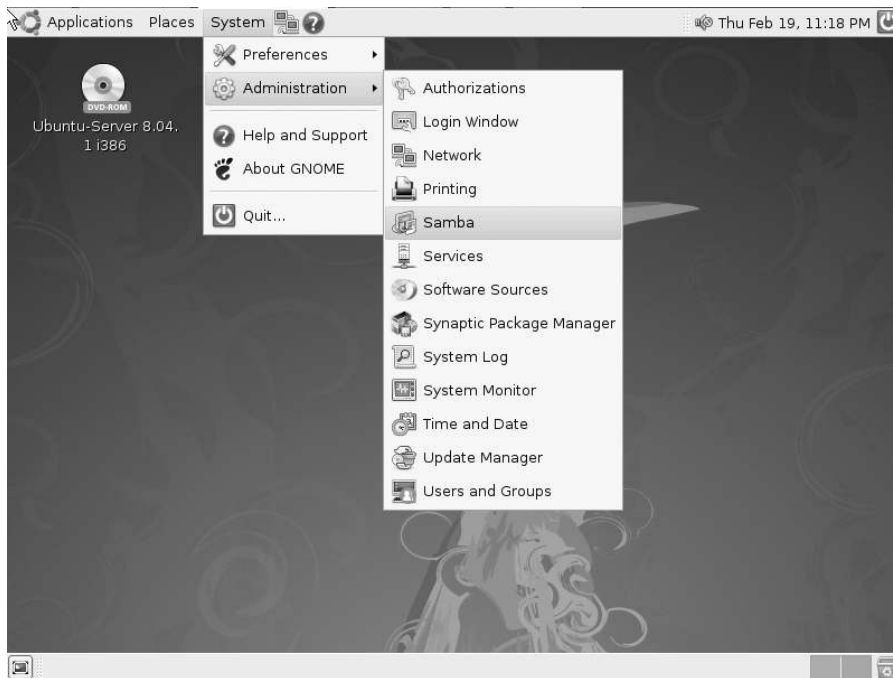 Applications Places System Thu Feb 19, 11:18 PM
Preferences
Administration
Help and Support
About GNOME
Quit...
Authorizations
Login Window
Network
Printing
Samba
Services
Software Sources
Synaptic Package Manager
System Log
System Monitor
Time and Date
Update Manager
Users and Groups
DVD-ROM
Ubuntu-Server 8.04.
1 i386